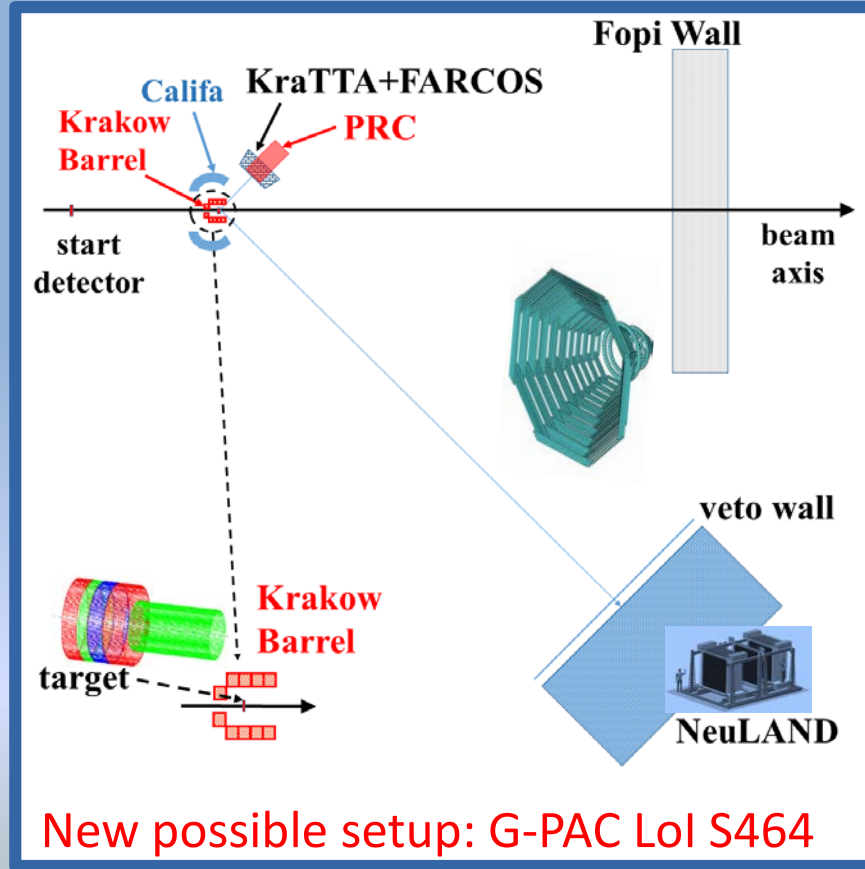 Fopi Wall
KraTTA+FARCOS
Califa
PRC
Krakow
Barrel
start
detector
beam
axis
veto wall
Krakow
Barrel
target
NeuLAND
New possible setup: G-PAC LoI S464